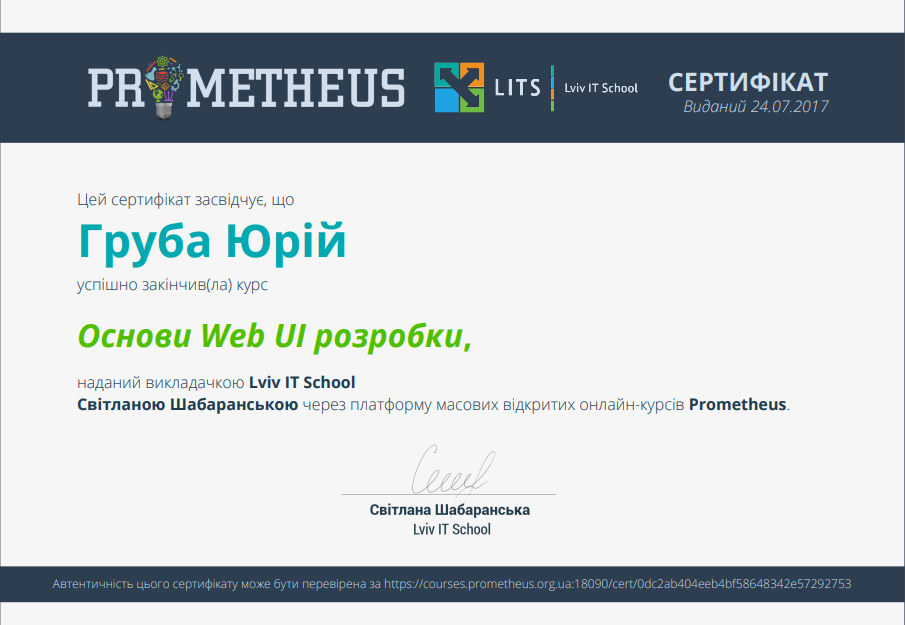 PROMETHEUS
LITS
Lviv IT School
СЕРТИФІКАТ
Виданий 24.07.2017
Цей сертифікат засвідчує, що
Груба Юрій
успішно закінчив(ла) курс
Основи Web UI розробки,
наданий викладачкою Lviv IT School
Світланою Шабаранською через платформу масових відкритих онлайн-курсів Prometheus.
Світлана Шабаранська
Lviv IT School
Автентичність цього сертифікату може бути перевірена за https://courses.prometheus.org.ua:18090/cert/0dc2ab404eeb4bf58648342e57292753